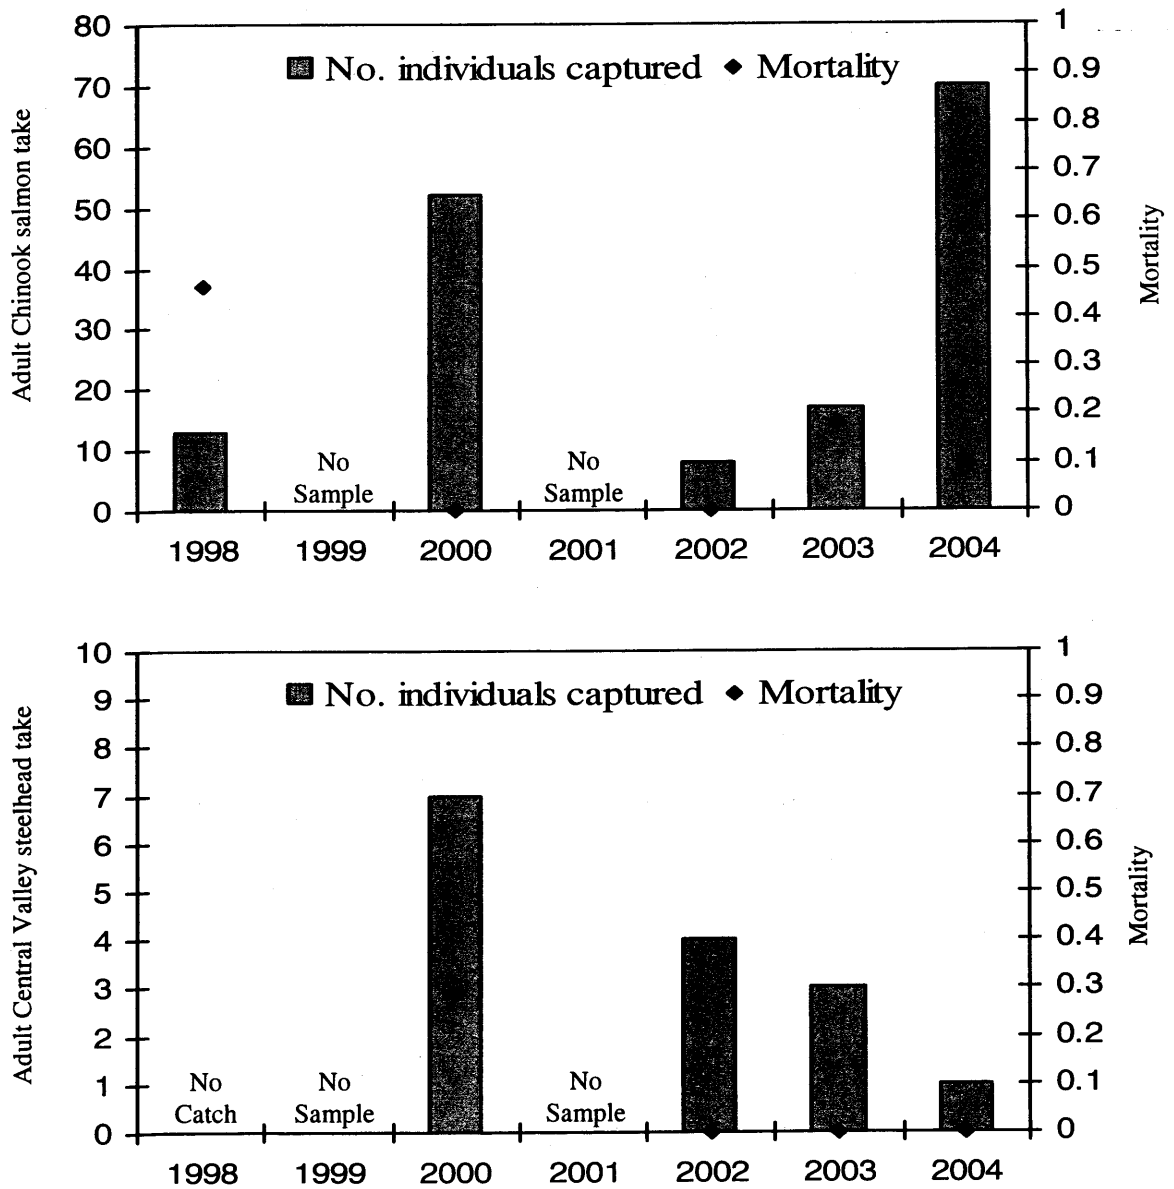 No. individuals captured Mortality
Adult Chinook salmon take
80
70
60
50
40
30
20
10
0
1
0.9
0.8
0.7
0.6
0.5
0.4
0.3
0.2
0.1
0
Mortality
No
Sample
No
Sample
1998 1999 2000 2001 2002 2003 2004
No. individuals captured Mortality
Adult Central Valley steelhead take
10
9
8
7
6
5
4
3
2
1
0
1
0.9
0.8
0.7
0.6
0.5
0.4
0.3
0.2
0.1
0
Mortality
No
Catch
No
Sample
No
Sample
1998 1999 2000 2001 2002 2003 2004